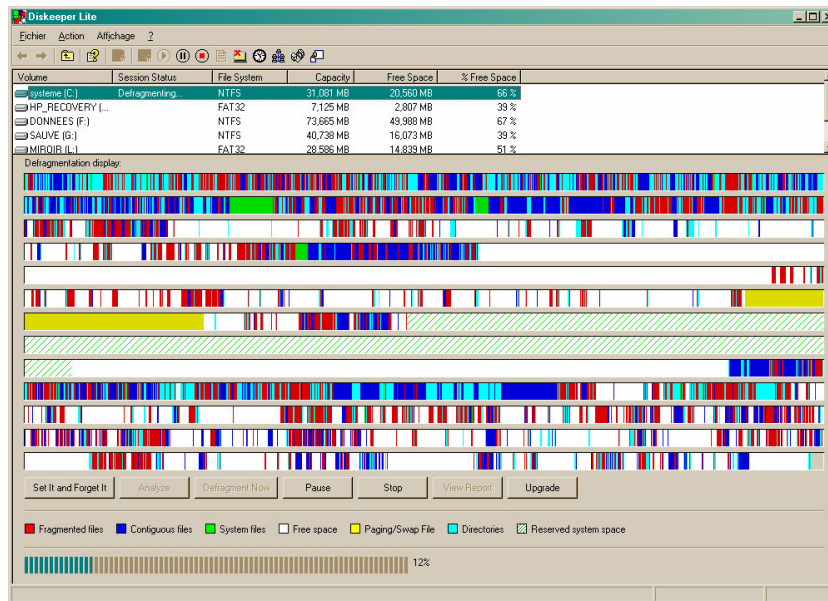 Diskeeper Lite
Fichier Action Affichage ?
Volume Session Status File System Capacity Free Space % Free Space
systeme (C:) Defragmenting... NTFS 31,081 MB 20,560 MB 66 %
HP_RECOVERY (... FAT32 7,125 MB 2,807 MB 39 %
DONNEES (F:) NTFS 73,665 MB 49,988 MB 67 %
SAUVE (G:) NTFS 40,738 MB 16,073 MB 39 %
MIROIR (L:) FAT32 28,586 MB 14,839 MB 51 %
Defragmentation display:
Set It and Forget It Analyze Defragment Now Pause Stop View Report Upgrade
Fragmented files Contiguous files System files Free space Paging/Swap File Directories Reserved system space
12%